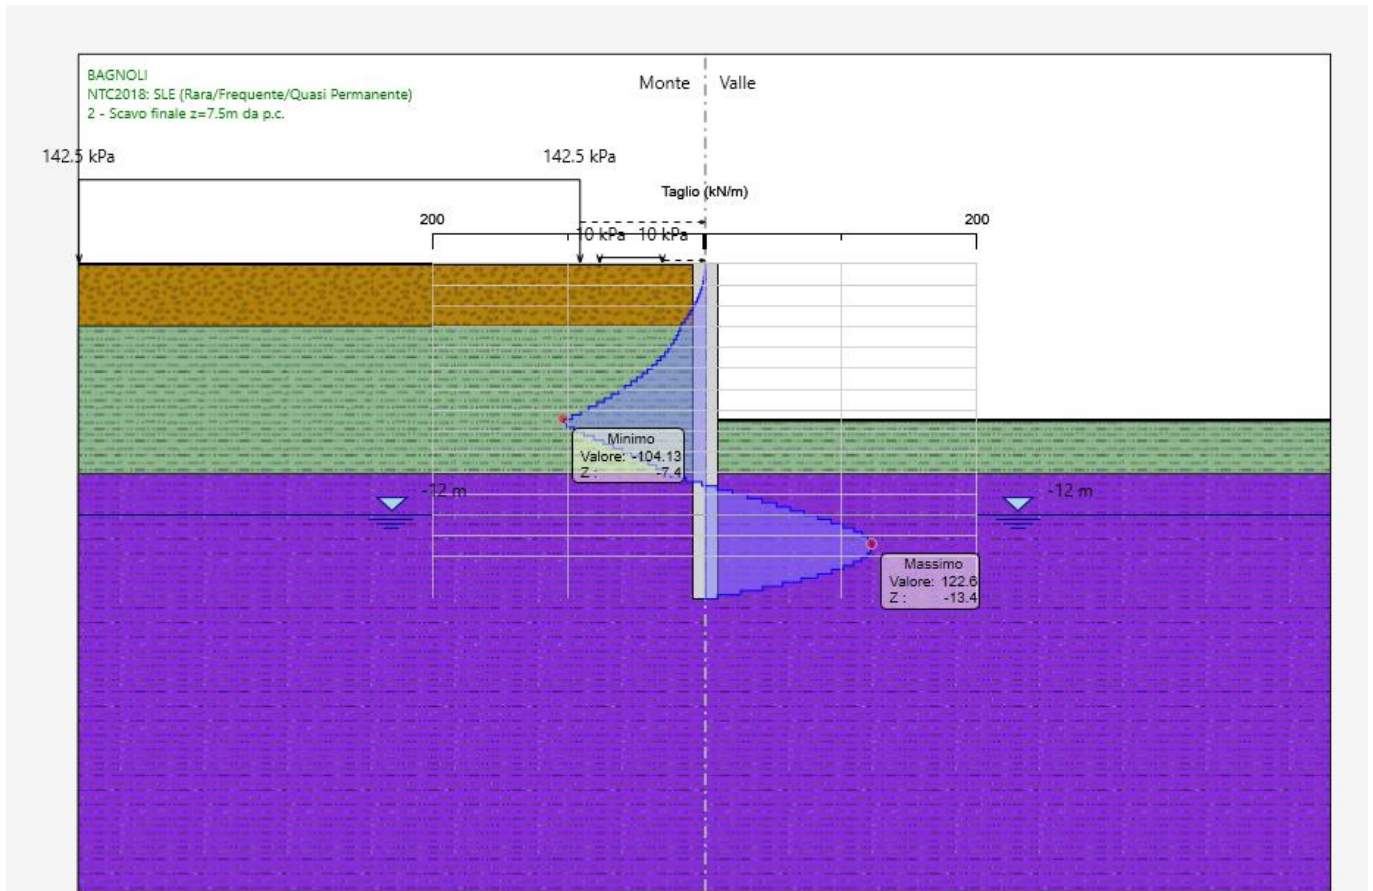 BAGNOLI
NTC2018: SLE (Rara/Frequente/Quasi Permanente)
2 - Scavo finale z=7.5m da p.c.
Monte Valle
142.5 kPa 142.5 kPa
Taglio (kN/m)
200 200
10 kPa 10 kPa
Minimo
Valore: -104.13
Z : -7.4
-12 m -12 m
Massimo
Valore: 122.6
Z : -13.4